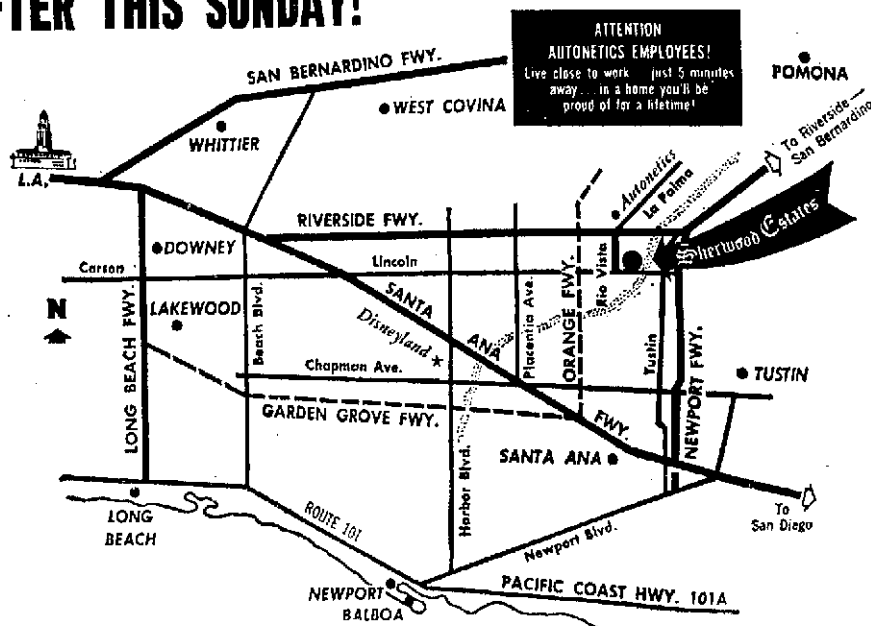 FTER THIS SUNDAY!
ATTENTION
AUTONETICS EMPLOYEES!
Live close to work just 5 minutes
away...in a home you'll be
proud of for a lifetime!
SAN BERNARDINO FWY.
POMONA
WEST COVINA
WHITTIER
L.A.
To Riverside
San Bernardino
Autonetics
La Palma
RIVERSIDE FWY.
Sherwood Estates
DOWNEY
Carson
Lincoln
Rio Vista
N
LAKEWOOD
LONG BEACH FWY.
Beach Blvd.
SANTA
ANA
FWY.
Disneyland
Placentia Ave.
ORANGE FWY.
Tustin
NEWPORT FWY.
TUSTIN
Chapman Ave.
GARDEN GROVE FWY.
Harbor Blvd.
SANTA ANA
To
San Diego
LONG
BEACH
ROUTE 101
Newport Blvd.
NEWPORT
BALBOA
PACIFIC COAST HWY. 101A